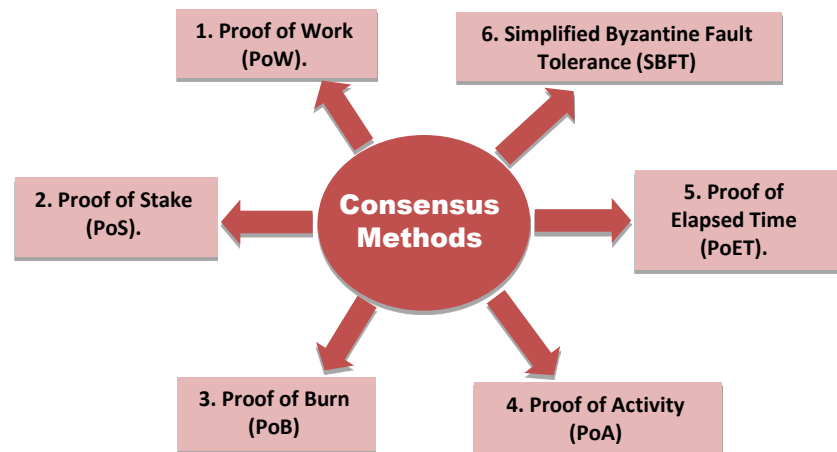 1. Proof of Work
(PoW).
6. Simplified Byzantine Fault
Tolerance (SBFT)
Consensus
Methods
2. Proof of Stake
(PoS).
5. Proof of
Elapsed Time
(PoET).
3. Proof of Burn
(PoB)
4. Proof of Activity
(PoA)